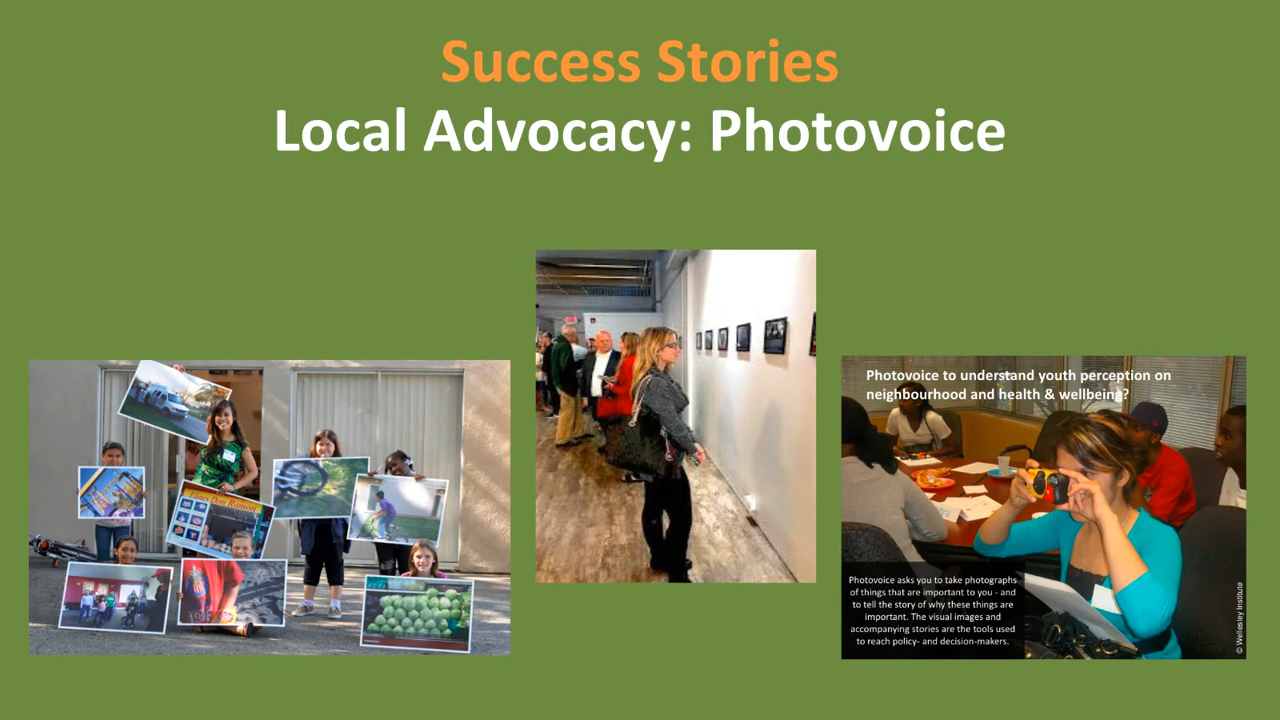 Success Stories
Local Advocacy: Photovoice
Photovoice to understand youth perception on
neighbourhood and health & wellbeing?
Photovoice asks you to take photographs
of things that are important to you - and
to tell the story of why these things are
important. The visual images and
accompanying stories are the tools used
to reach policy- and decision-makers.
© Wellesley Institute